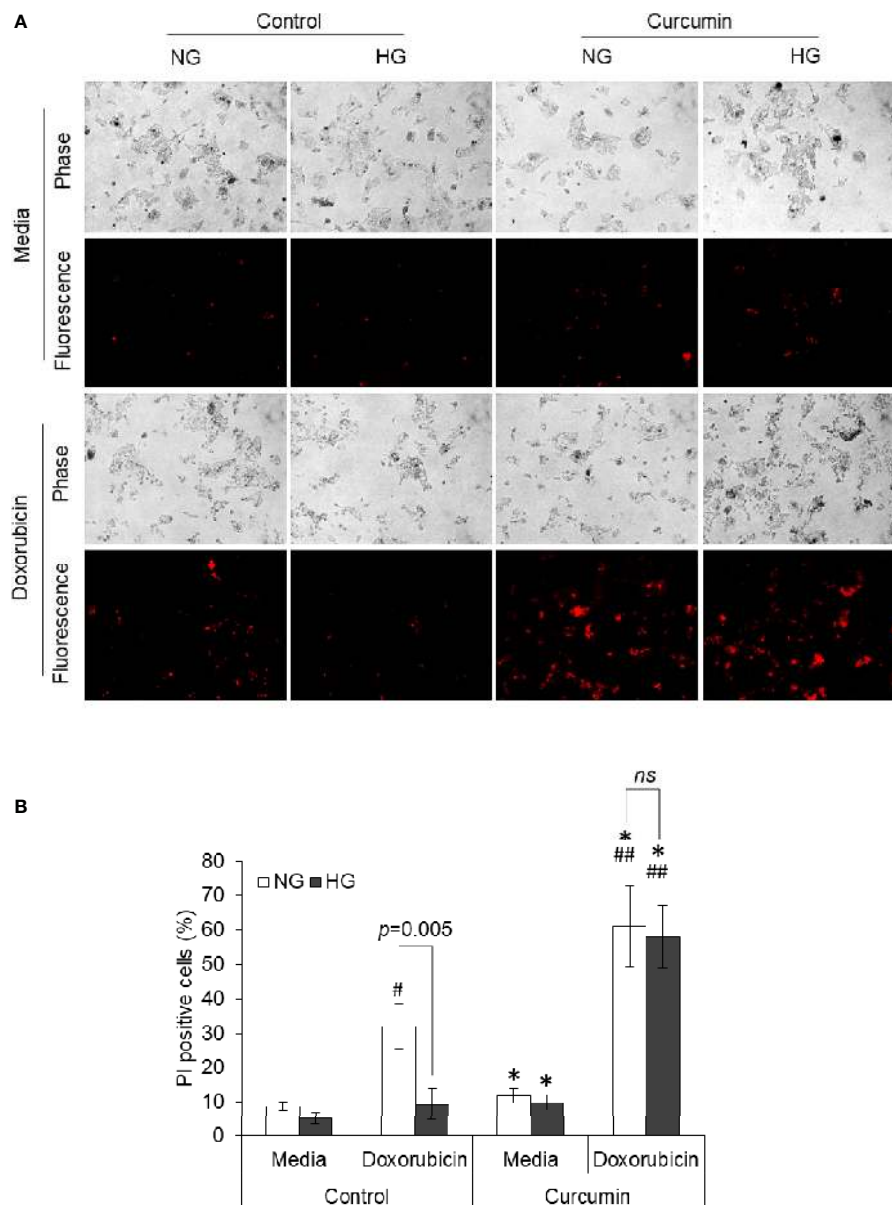 A
Control
Curcumin
NG
HG
NG
HG
Media
Phase
Fluorescence
Doxorubicin
Phase
Fluorescence
B
ns
*
*
##
##
80
NG
HG
70
p=0.005
60
50
#
40
30
*
*
20
10
0
PI positive cells (%)
Media
Doxorubicin
Media
Doxorubicin
Control
Curcumin